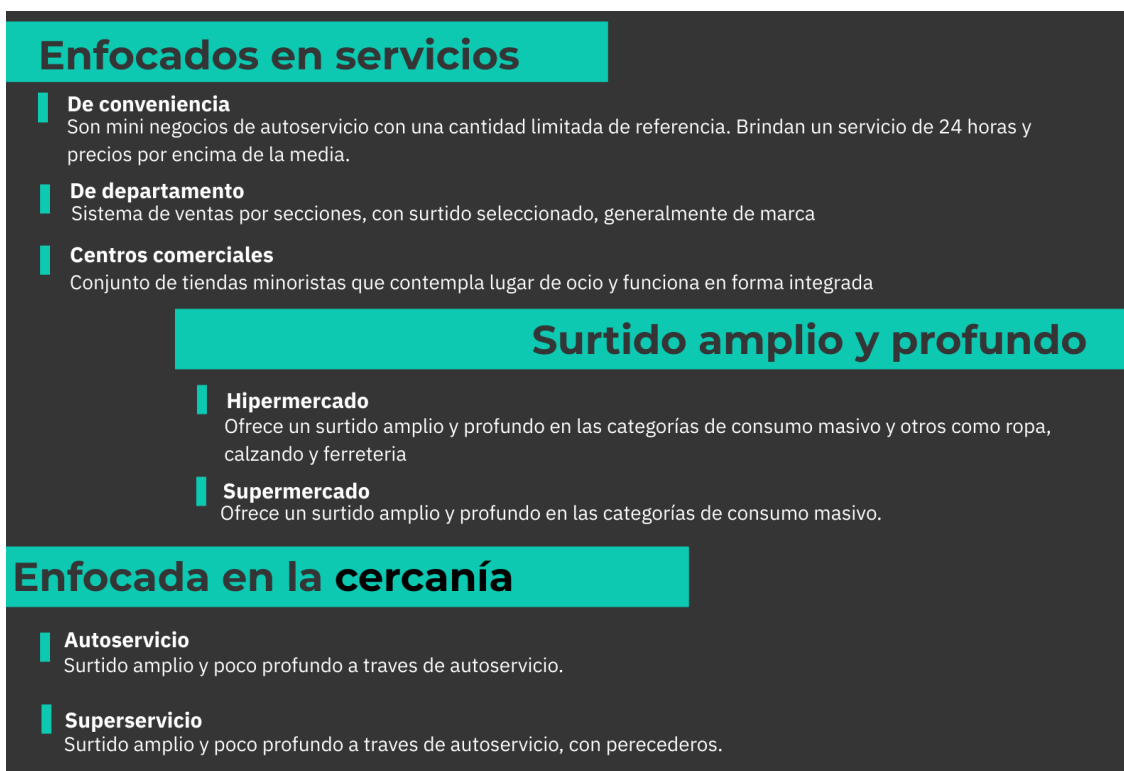 Enfocados en servicios
De conveniencia
Son mini negocios de autoservicio con una cantidad limitada de referencia. Brindan un servicio de 24 horas y
precios por encima de la media.
De departamento
Sistema de ventas por secciones, con surtido seleccionado, generalmente de marca
Centros comerciales
Conjunto de tiendas minoristas que contempla lugar de ocio y funciona en forma integrada
Surtido amplio y profundo
Hipermercado
Ofrece un surtido amplio y profundo en las categorías de consumo masivo y otros como ropa,
calzando y ferreteria
Supermercado
Ofrece un surtido amplio y profundo en las categorías de consumo masivo.
Enfocada en la cercanía
Autoservicio
Surtido amplio y poco profundo a traves de autoservicio.
Superservicio
Surtido amplio y poco profundo a traves de autoservicio, con perecederos.